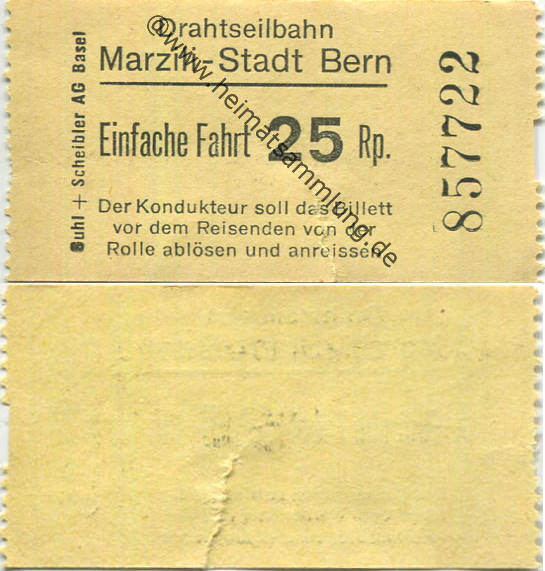 Drahtseilbahn
Marzili-Stadt Bern
Einfache Fahrt 25 Rp.
Der Kondukteur soll das Billett
vor dem Reisenden von der
Rolle ablösen und anreissen
Buhl + Scheibler AG Basel
857722
@www.heimatsammlung.de